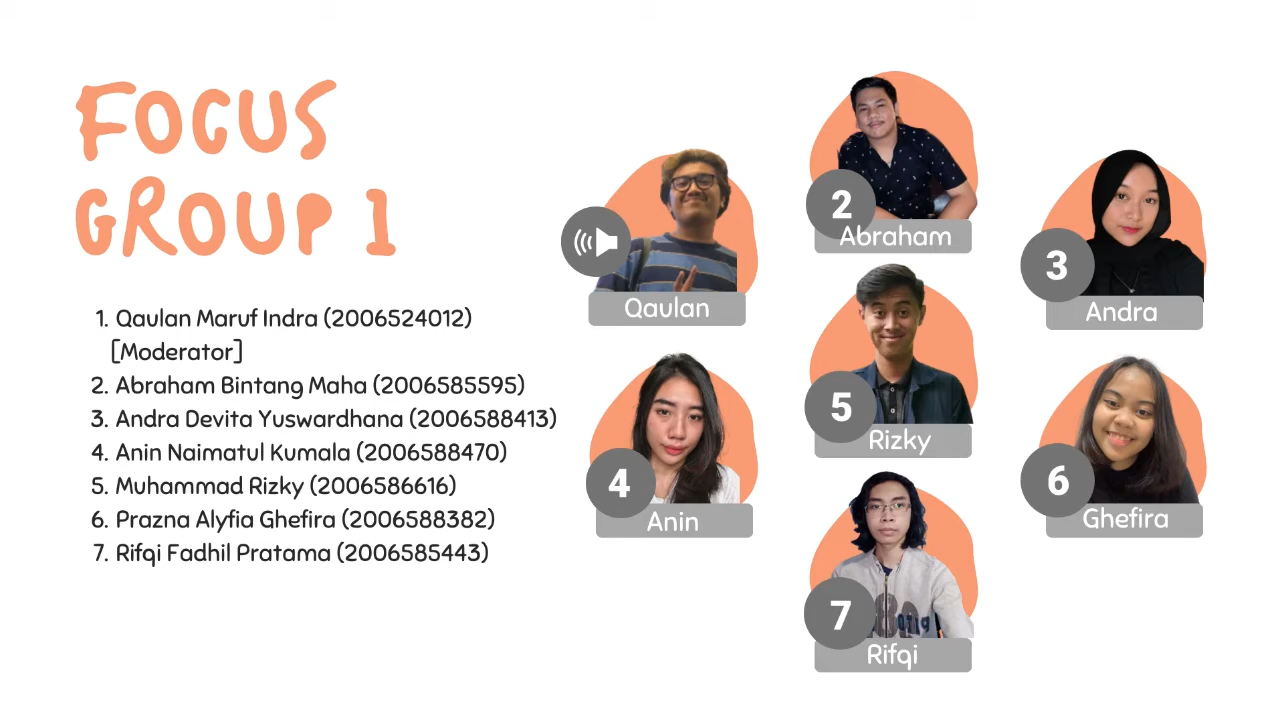 FOCUS
GROUP 1
1. Qaulan Maruf Indra (2006524012)
[Moderator]
2. Abraham Bintang Maha (2006585595)
3. Andra Devita Yuswardhana (2006588413)
4. Anin Naimatul Kumala (2006588470)
5. Muhammad Rizky (2006586616)
6. Prazna Alyfia Ghefira (2006588382)
7. Rifqi Fadhil Pratama (2006585443)
Qaulan
2
Abraham
3
Andra
4
Anin
5
Rizky
6
Ghefira
7
Rifqi